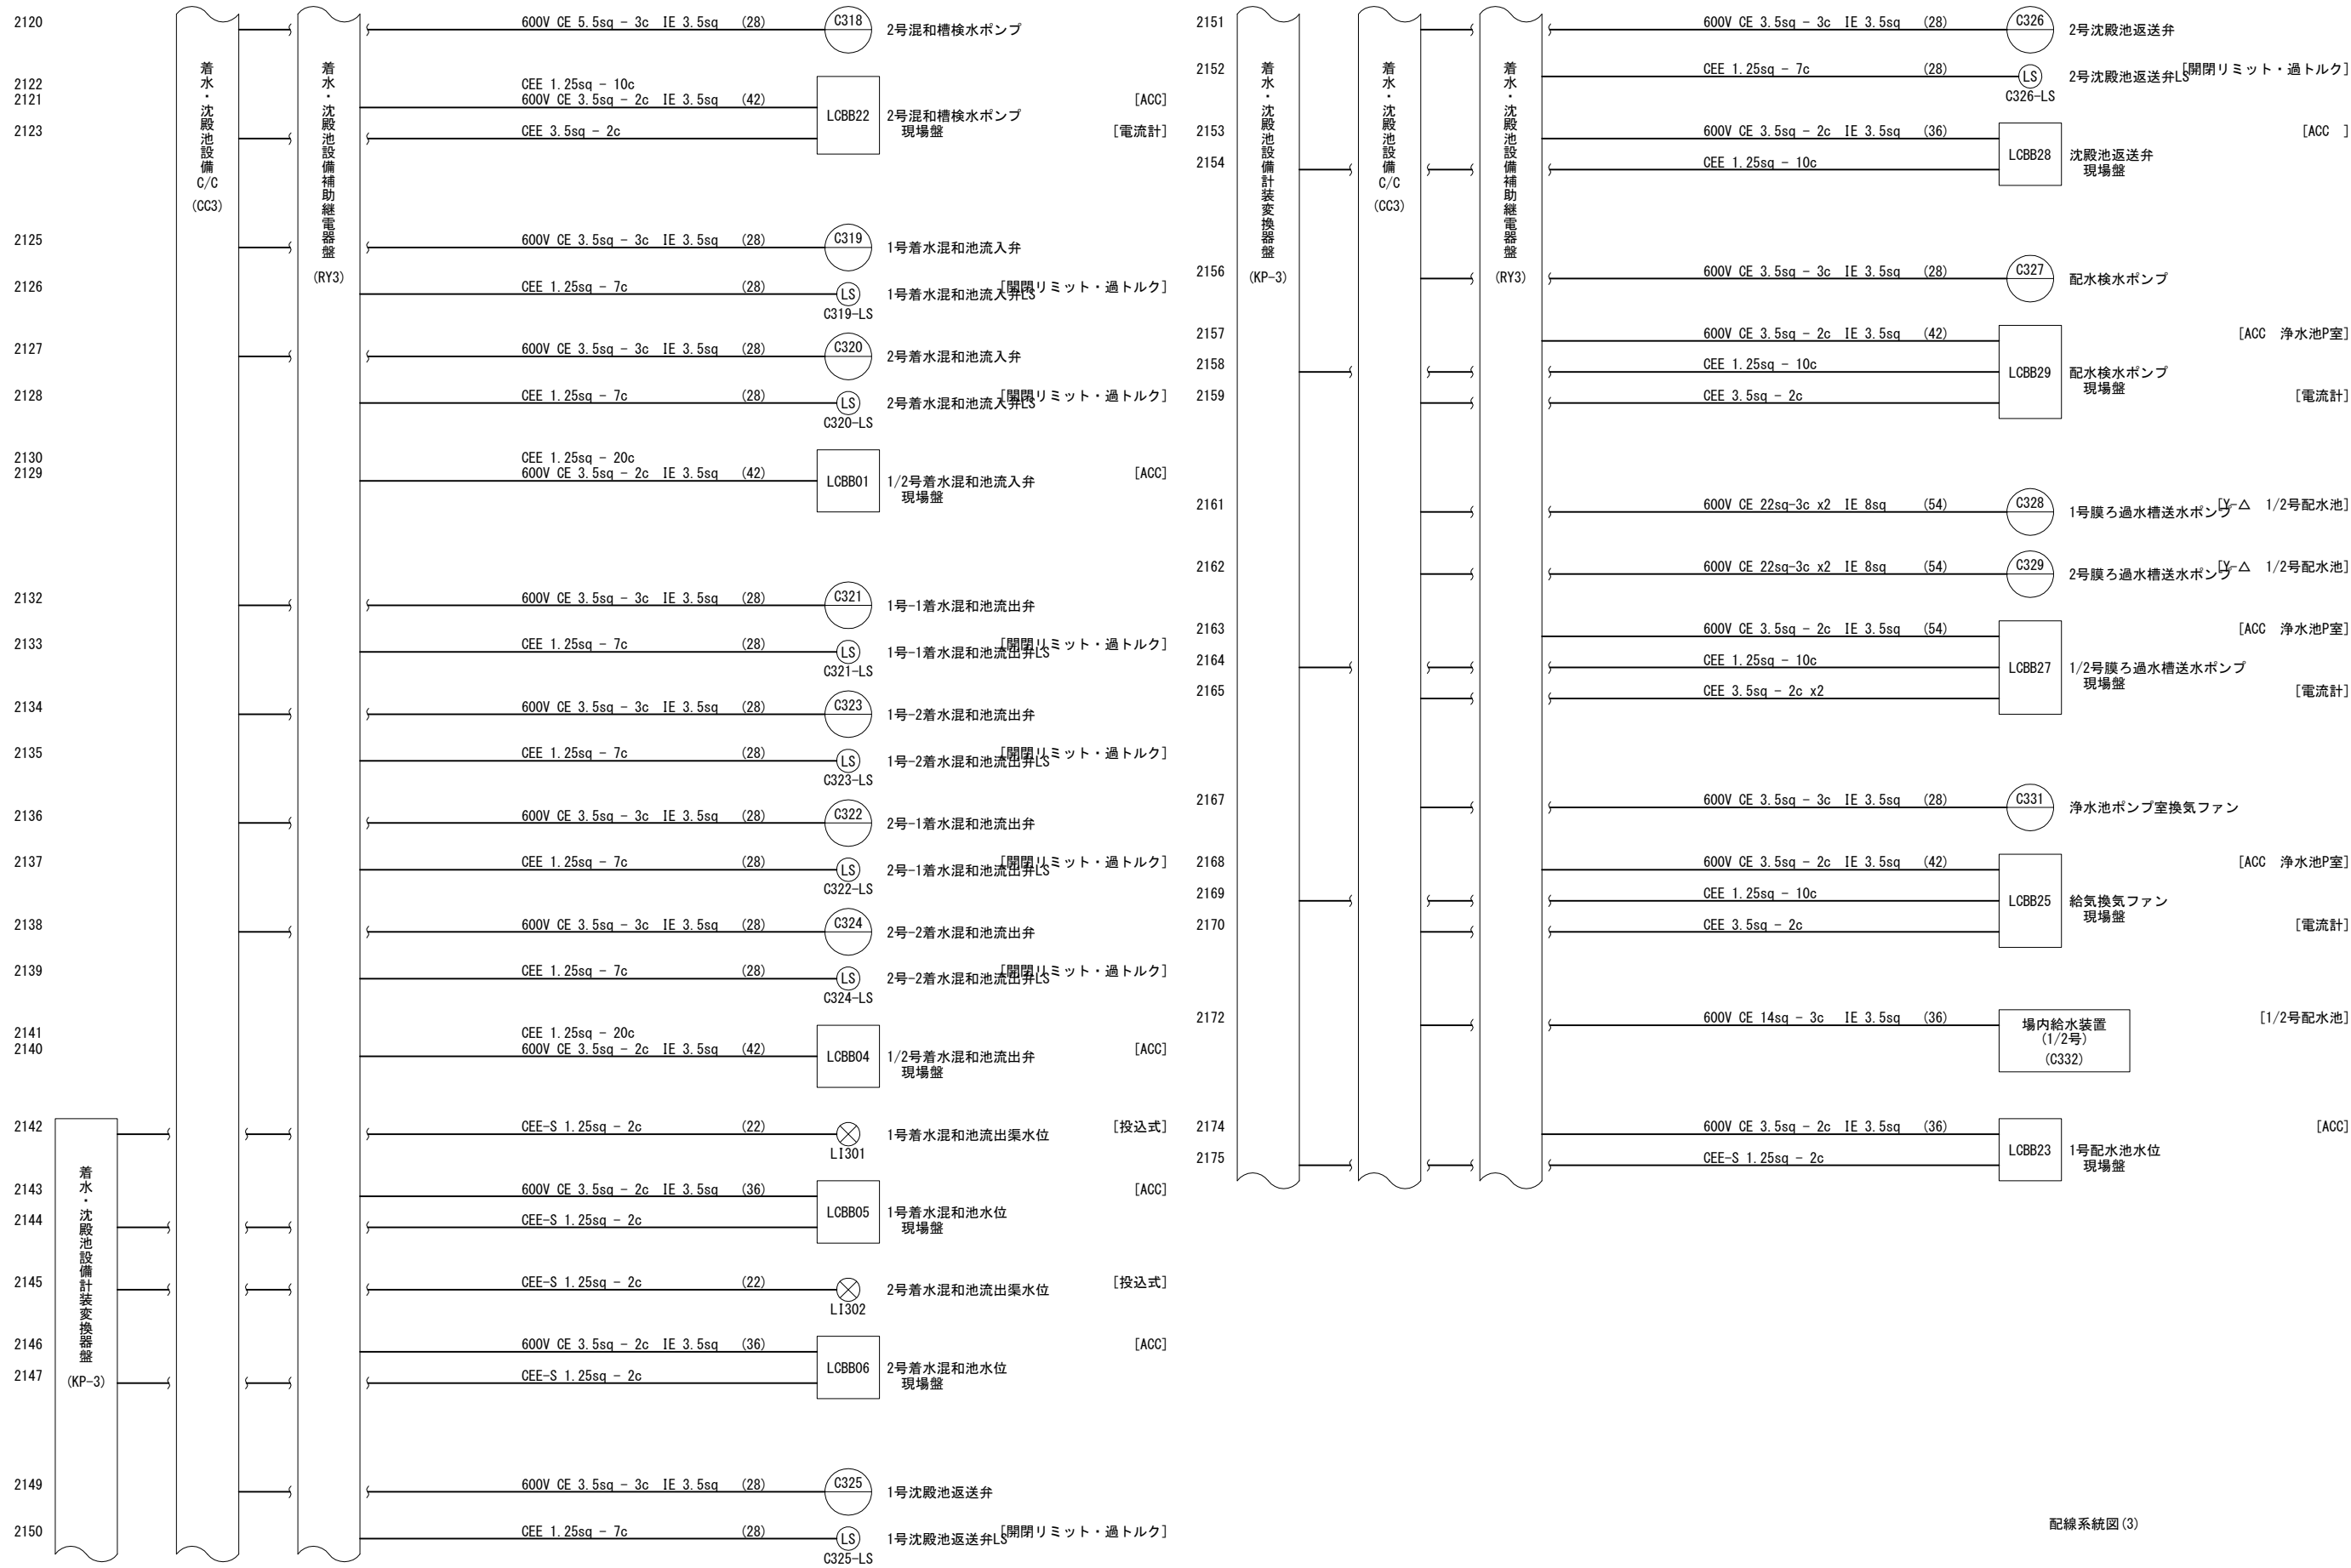 着水・沈殿池設備C/C
(CC3)
着水・沈殿池設備補助継電器盤
(RY3)
着水・沈殿池設備計装変換器盤
(KP-3)
2120 600V CE 5.5sq - 3c IE 3.5sq (28) C318 2号混和槽検水ポンプ
2122 CEE 1.25sq - 10c
2121 600V CE 3.5sq - 2c IE 3.5sq (42) [ACC]
LCBB22 2号混和槽検水ポンプ
現場盤
2123 CEE 3.5sq - 2c [電流計]
2125 600V CE 3.5sq - 3c IE 3.5sq (28) C319 1号着水混和池流入弁
2126 CEE 1.25sq - 7c (28) LS 1号着水混和池流入弁LS [開閉リミット・過トルク]
C319-LS
2127 600V CE 3.5sq - 3c IE 3.5sq (28) C320 2号着水混和池流入弁
2128 CEE 1.25sq - 7c (28) LS 2号着水混和池流入弁LS [開閉リミット・過トルク]
C320-LS
2130 CEE 1.25sq - 20c
2129 600V CE 3.5sq - 2c IE 3.5sq (42) [ACC]
LCBB01 1/2号着水混和池流入弁
現場盤
2132 600V CE 3.5sq - 3c IE 3.5sq (28) C321 1号-1着水混和池流出弁
2133 CEE 1.25sq - 7c (28) LS 1号-1着水混和池流出弁LS [開閉リミット・過トルク]
C321-LS
2134 600V CE 3.5sq - 3c IE 3.5sq (28) C323 1号-2着水混和池流出弁
2135 CEE 1.25sq - 7c (28) LS 1号-2着水混和池流出弁LS [開閉リミット・過トルク]
C323-LS
2136 600V CE 3.5sq - 3c IE 3.5sq (28) C322 2号-1着水混和池流出弁
2137 CEE 1.25sq - 7c (28) LS 2号-1着水混和池流出弁LS [開閉リミット・過トルク]
C322-LS
2138 600V CE 3.5sq - 3c IE 3.5sq (28) C324 2号-2着水混和池流出弁
2139 CEE 1.25sq - 7c (28) LS 2号-2着水混和池流出弁LS [開閉リミット・過トルク]
C324-LS
2141 CEE 1.25sq - 20c
2140 600V CE 3.5sq - 2c IE 3.5sq (42) [ACC]
LCBB04 1/2号着水混和池流出弁
現場盤
2142 CEE-S 1.25sq - 2c (22) 1号着水混和池流出渠水位 [投込式]
LI301
2143 600V CE 3.5sq - 2c IE 3.5sq (36) [ACC]
LCBB05 1号着水混和池水位
現場盤
2144 CEE-S 1.25sq - 2c
2145 CEE-S 1.25sq - 2c (22) 2号着水混和池流出渠水位 [投込式]
LI302
2146 600V CE 3.5sq - 2c IE 3.5sq (36) [ACC]
LCBB06 2号着水混和池水位
現場盤
2147 CEE-S 1.25sq - 2c
2149 600V CE 3.5sq - 3c IE 3.5sq (28) C325 1号沈殿池返送弁
2150 CEE 1.25sq - 7c (28) LS 1号沈殿池返送弁LS [開閉リミット・過トルク]
C325-LS
着水・沈殿池設備計装変換器盤
(KP-3)
着水・沈殿池設備C/C
(CC3)
着水・沈殿池設備補助継電器盤
(RY3)
2151 600V CE 3.5sq - 3c IE 3.5sq (28) C326 2号沈殿池返送弁
2152 CEE 1.25sq - 7c (28) LS 2号沈殿池返送弁LS [開閉リミット・過トルク]
C326-LS
2153 600V CE 3.5sq - 2c IE 3.5sq (36) [ACC ]
LCBB28 沈殿池返送弁
現場盤
2154 CEE 1.25sq - 10c
2156 600V CE 3.5sq - 3c IE 3.5sq (28) C327 配水検水ポンプ
2157 600V CE 3.5sq - 2c IE 3.5sq (42) [ACC 浄水池P室]
2158 CEE 1.25sq - 10c
LCBB29 配水検水ポンプ
現場盤
2159 CEE 3.5sq - 2c [電流計]
2161 600V CE 22sq-3c x2 IE 8sq (54) C328 1号膜ろ過水槽送水ポンプ [Y-△ 1/2号配水池]
2162 600V CE 22sq-3c x2 IE 8sq (54) C329 2号膜ろ過水槽送水ポンプ [Y-△ 1/2号配水池]
2163 600V CE 3.5sq - 2c IE 3.5sq (54) [ACC 浄水池P室]
2164 CEE 1.25sq - 10c
LCBB27 1/2号膜ろ過水槽送水ポンプ
現場盤
2165 CEE 3.5sq - 2c x2 [電流計]
2167 600V CE 3.5sq - 3c IE 3.5sq (28) C331 浄水池ポンプ室換気ファン
2168 600V CE 3.5sq - 2c IE 3.5sq (42) [ACC 浄水池P室]
2169 CEE 1.25sq - 10c
LCBB25 給気換気ファン
現場盤
2170 CEE 3.5sq - 2c [電流計]
2172 600V CE 14sq - 3c IE 3.5sq (36) 場内給水装置 [1/2号配水池]
(1/2号)
(C332)
2174 600V CE 3.5sq - 2c IE 3.5sq (36) [ACC]
LCBB23 1号配水池水位
現場盤
2175 CEE-S 1.25sq - 2c
配線系統図(3)